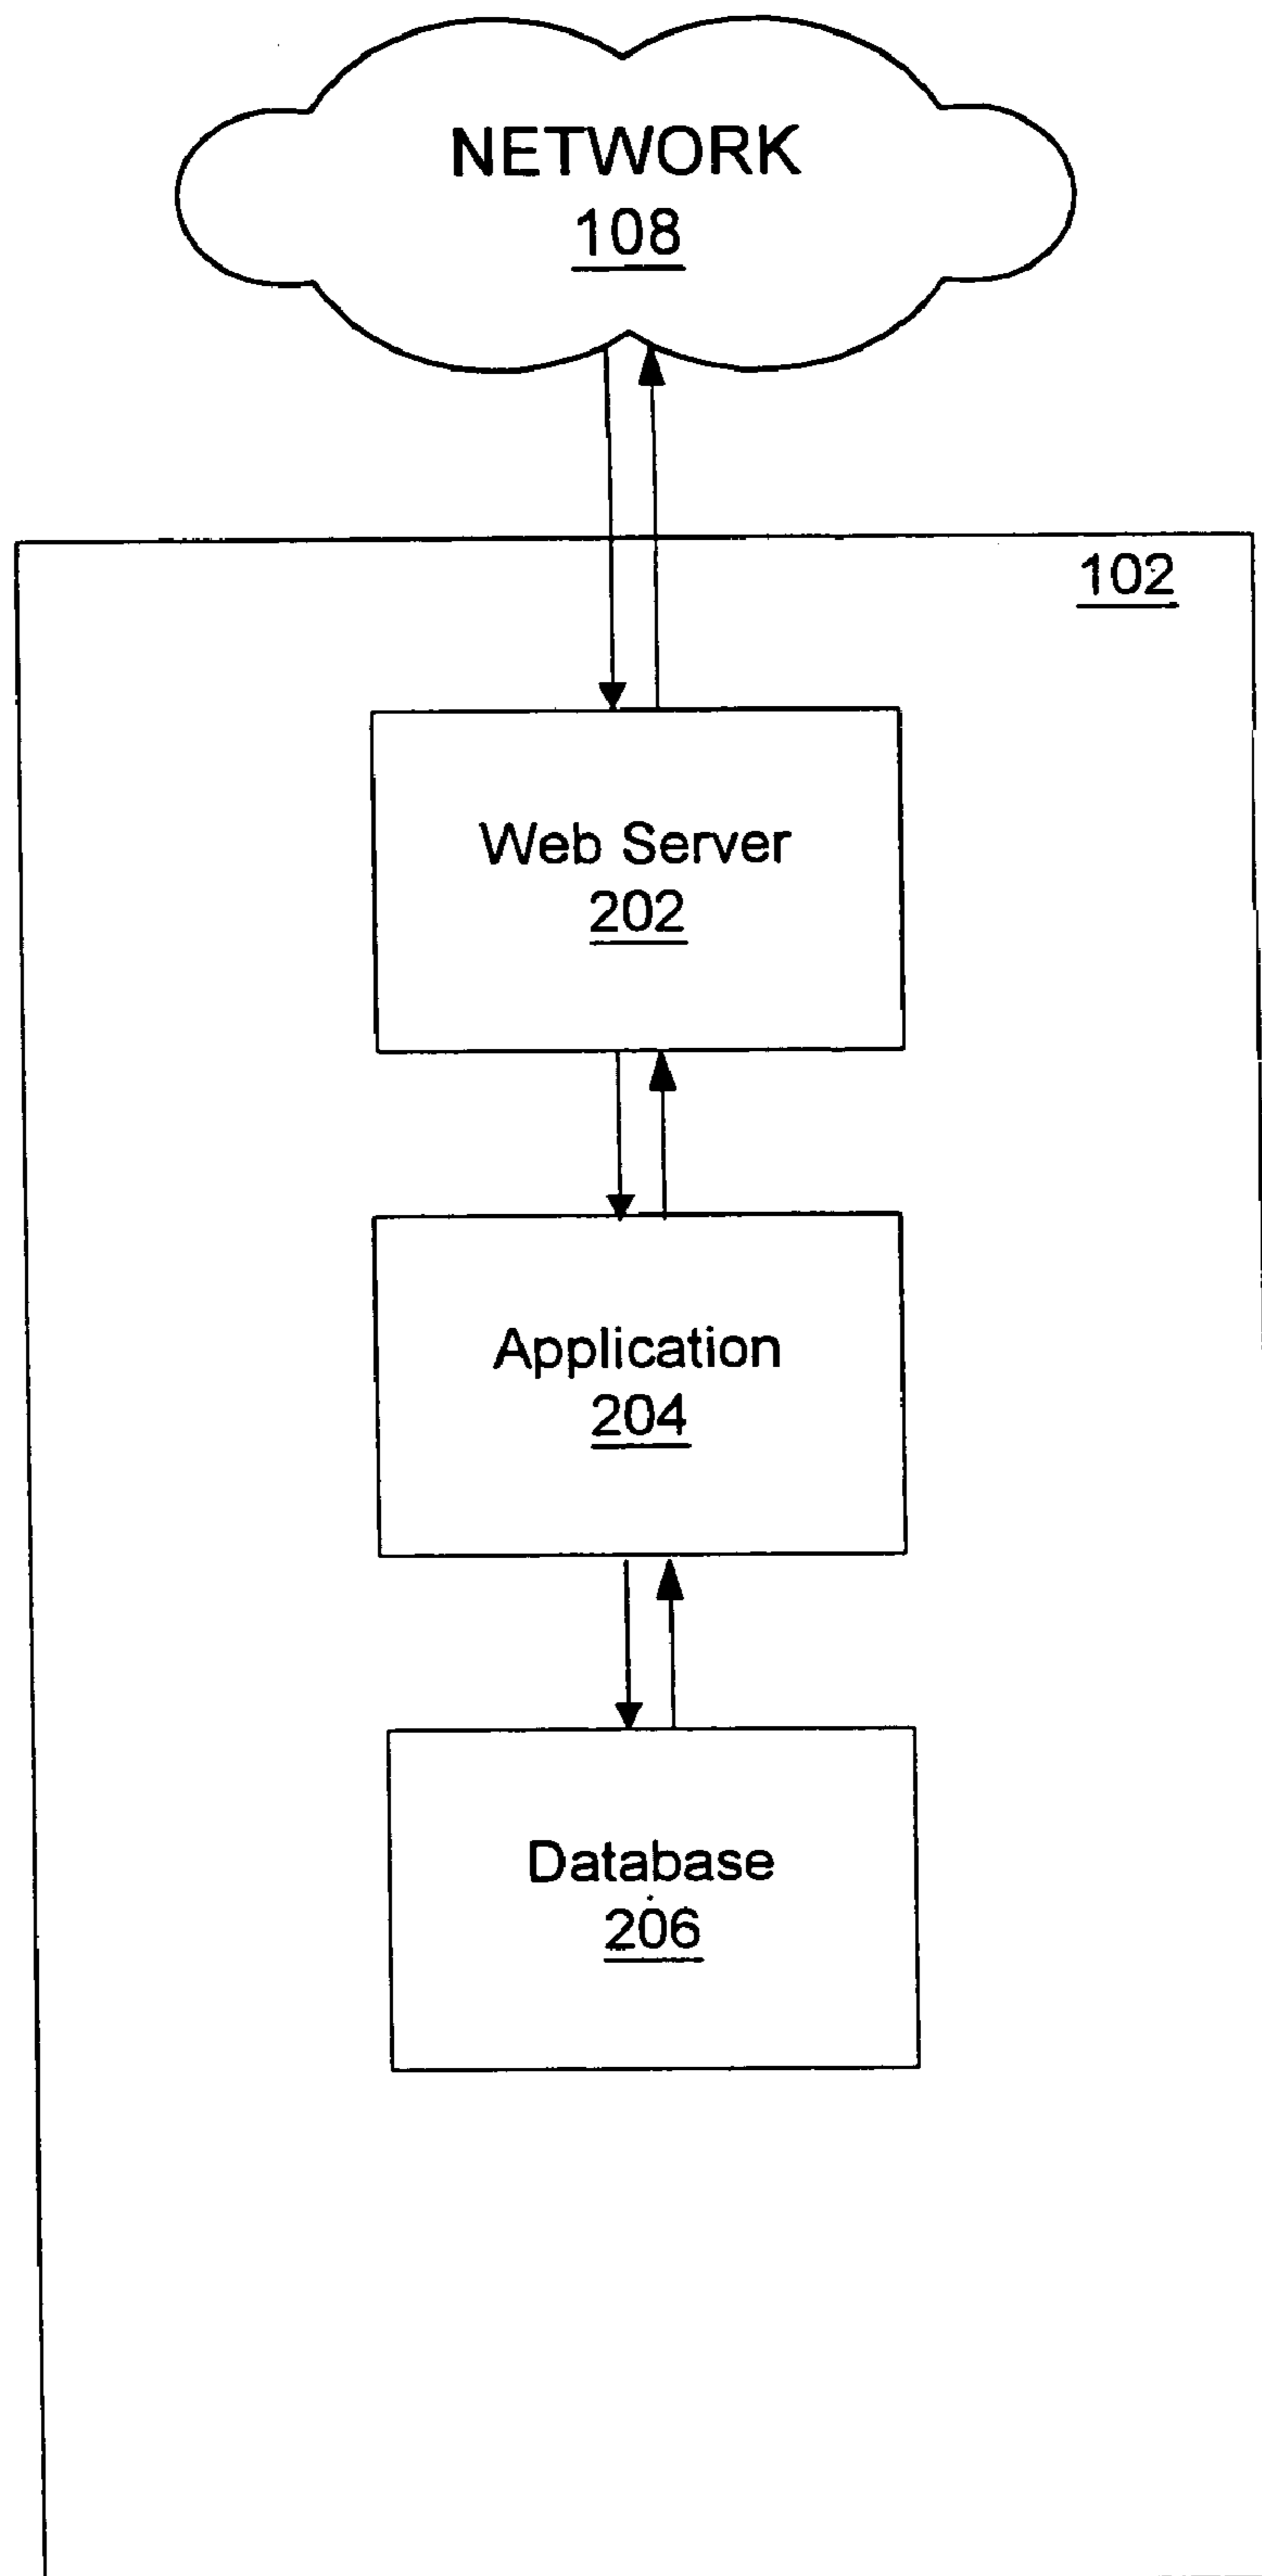 NETWORK
108
102
Web Server
202
Application
204
Database
206